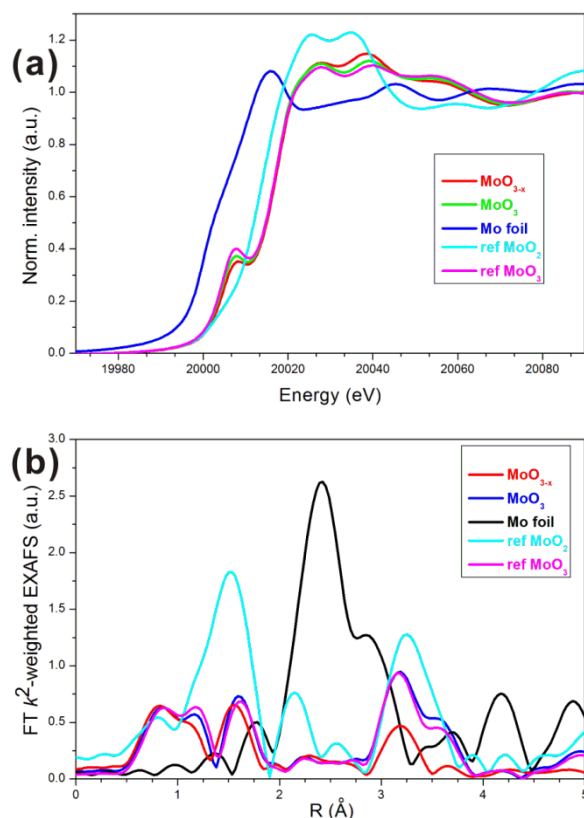 (a)
Norm. intensity (a.u.)
1.2
1.0
0.8
0.6
0.4
0.2
0.0
MoO3-x
MoO3
Mo foil
ref MoO2
ref MoO3
19980 20000 20020 20040 20060 20080
Energy (eV)
(b)
FT k2-weighted EXAFS (a.u.)
3.0
2.5
2.0
1.5
1.0
0.5
0.0
MoO3-x
MoO3
Mo foil
ref MoO2
ref MoO3
0 1 2 3 4 5
R (Å)